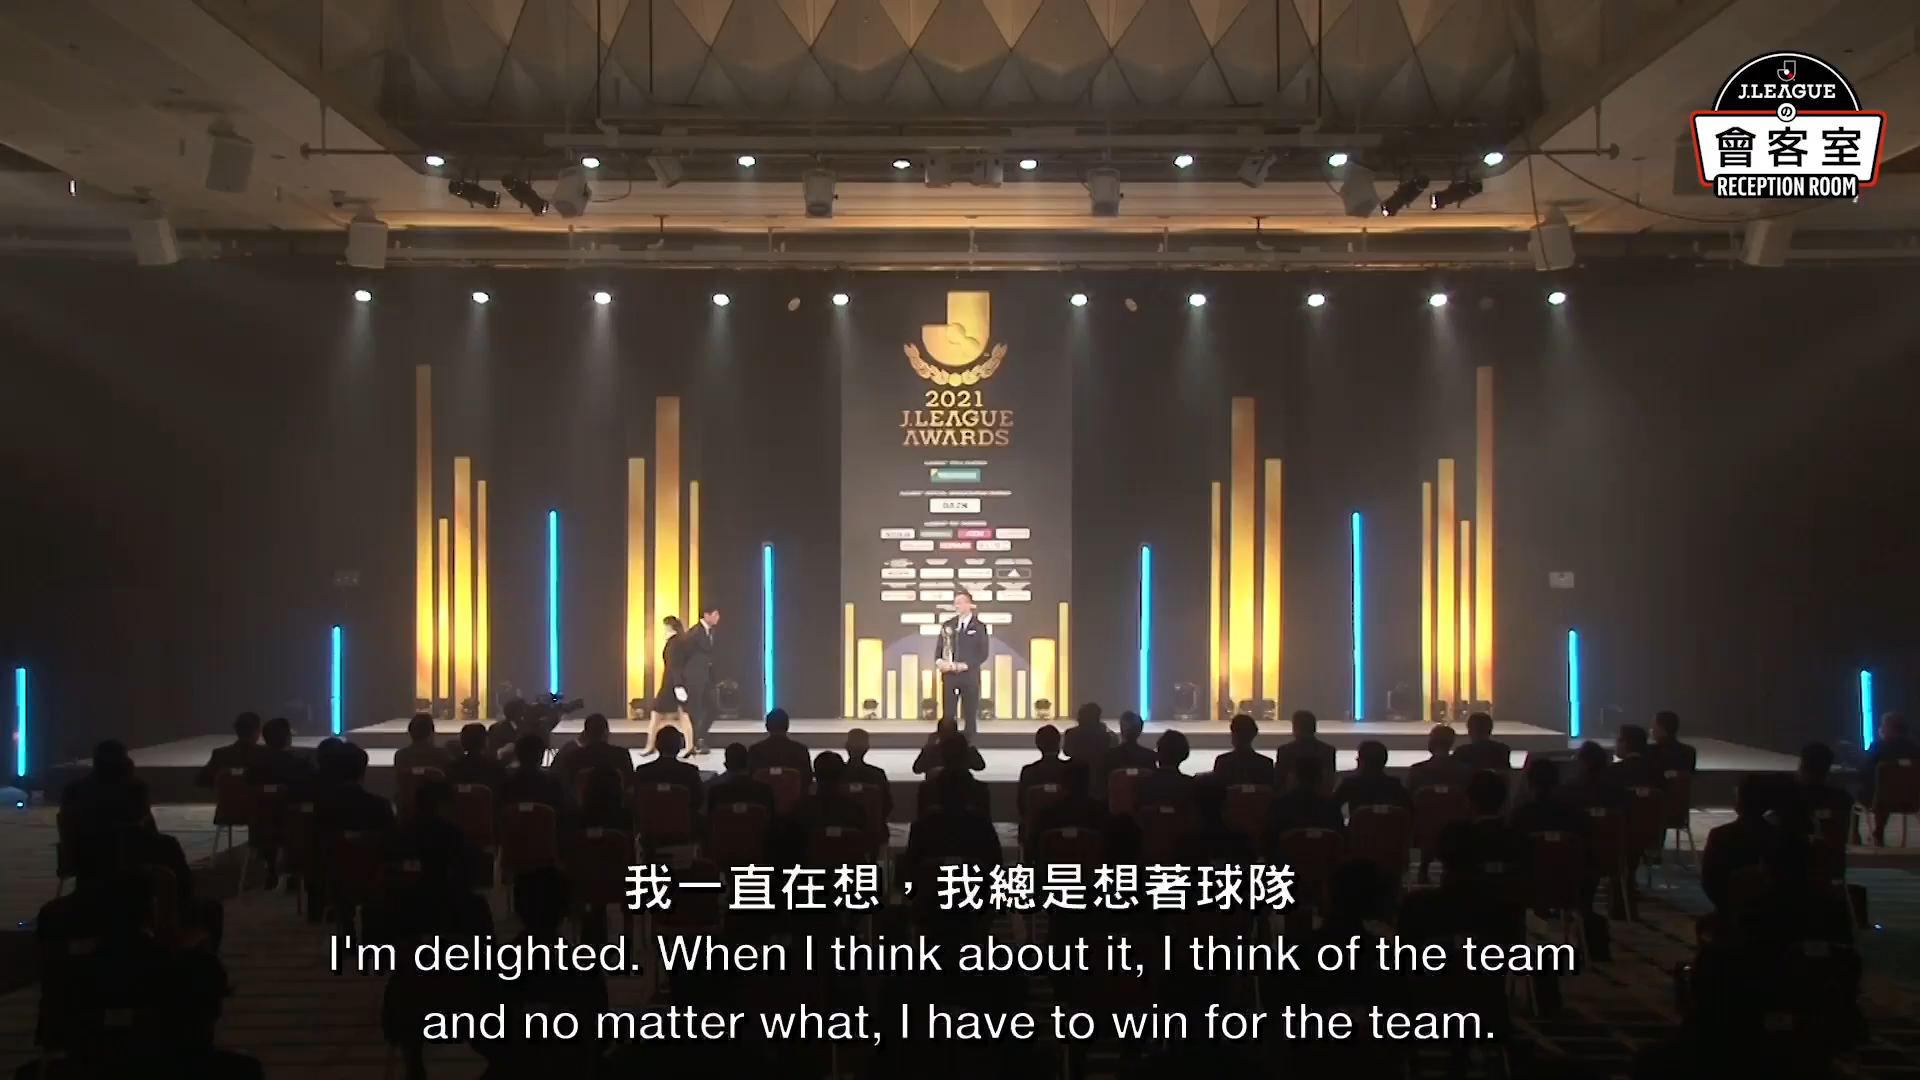 J.LEAGUE
の
會客室
RECEPTION ROOM
2021
J.LEAGUE
AWARDS
我一直在想，我總是想著球隊
I'm delighted. When I think about it, I think of the team
and no matter what, I have to win for the team.